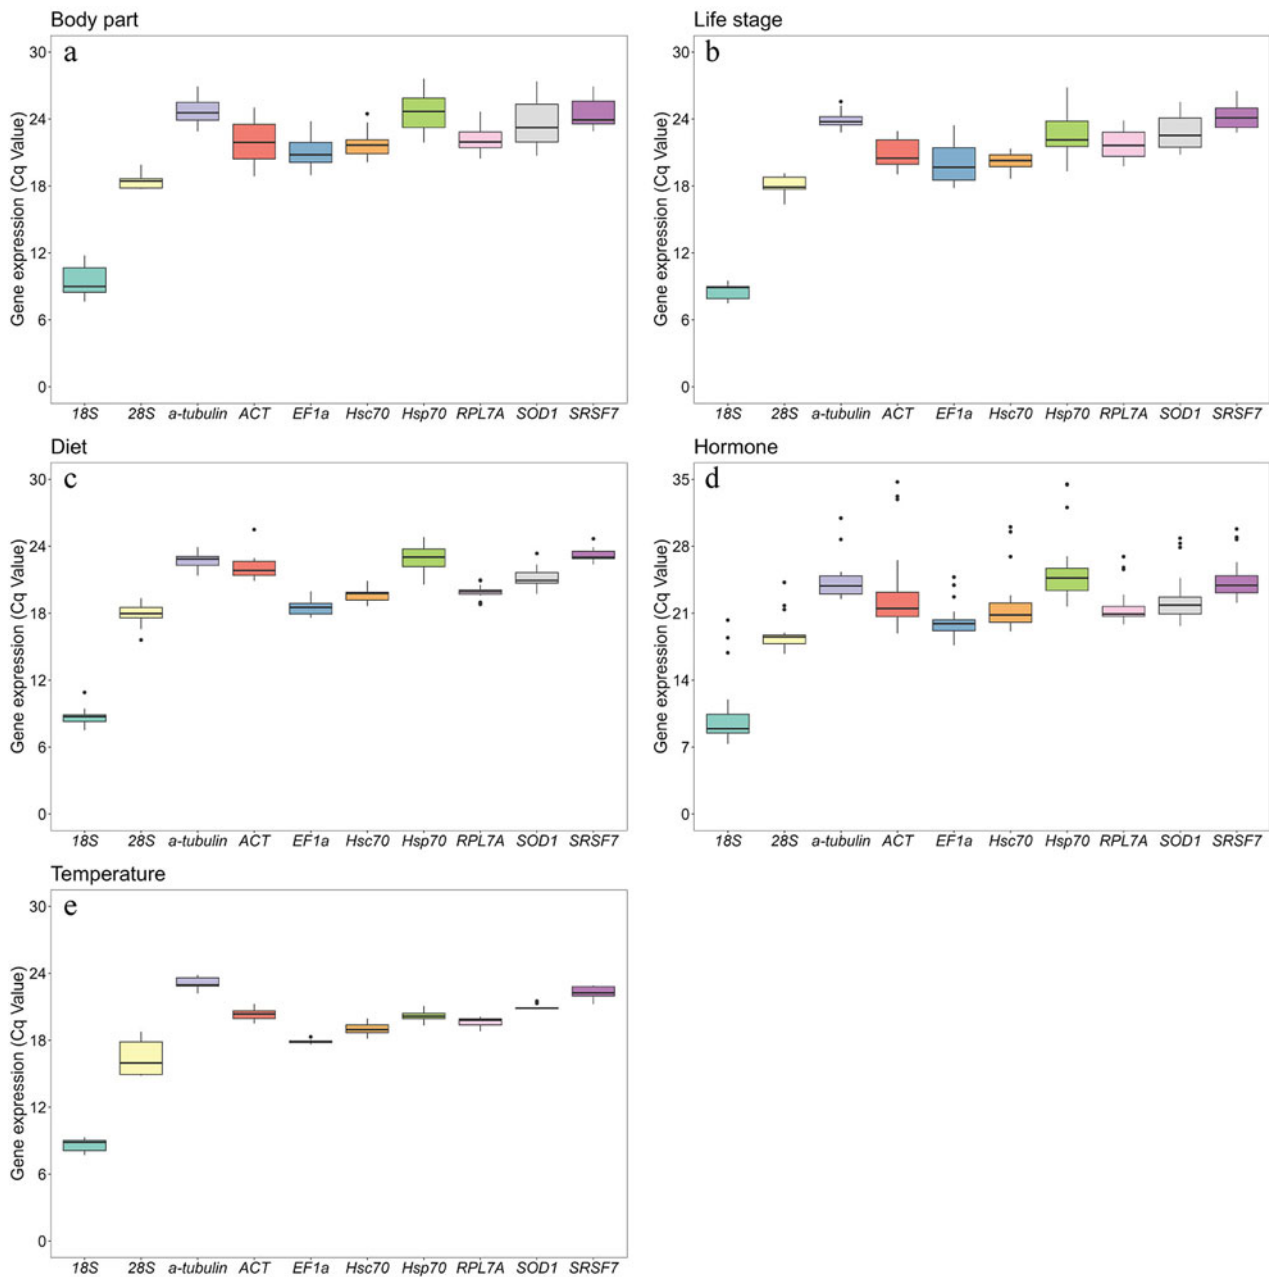 Body part
a
Gene expression (Cq Value)
30
24
18
12
6
0
18S 28S a-tubulin ACT EF1a Hsc70 Hsp70 RPL7A SOD1 SRSF7
Life stage
b
Gene expression (Cq Value)
30
24
18
12
6
0
18S 28S a-tubulin ACT EF1a Hsc70 Hsp70 RPL7A SOD1 SRSF7
Diet
c
Gene expression (Cq Value)
30
24
18
12
6
0
18S 28S a-tubulin ACT EF1a Hsc70 Hsp70 RPL7A SOD1 SRSF7
Hormone
d
Gene expression (Cq Value)
35
28
21
14
7
0
18S 28S a-tubulin ACT EF1a Hsc70 Hsp70 RPL7A SOD1 SRSF7
Temperature
e
Gene expression (Cq Value)
30
24
18
12
6
0
18S 28S a-tubulin ACT EF1a Hsc70 Hsp70 RPL7A SOD1 SRSF7